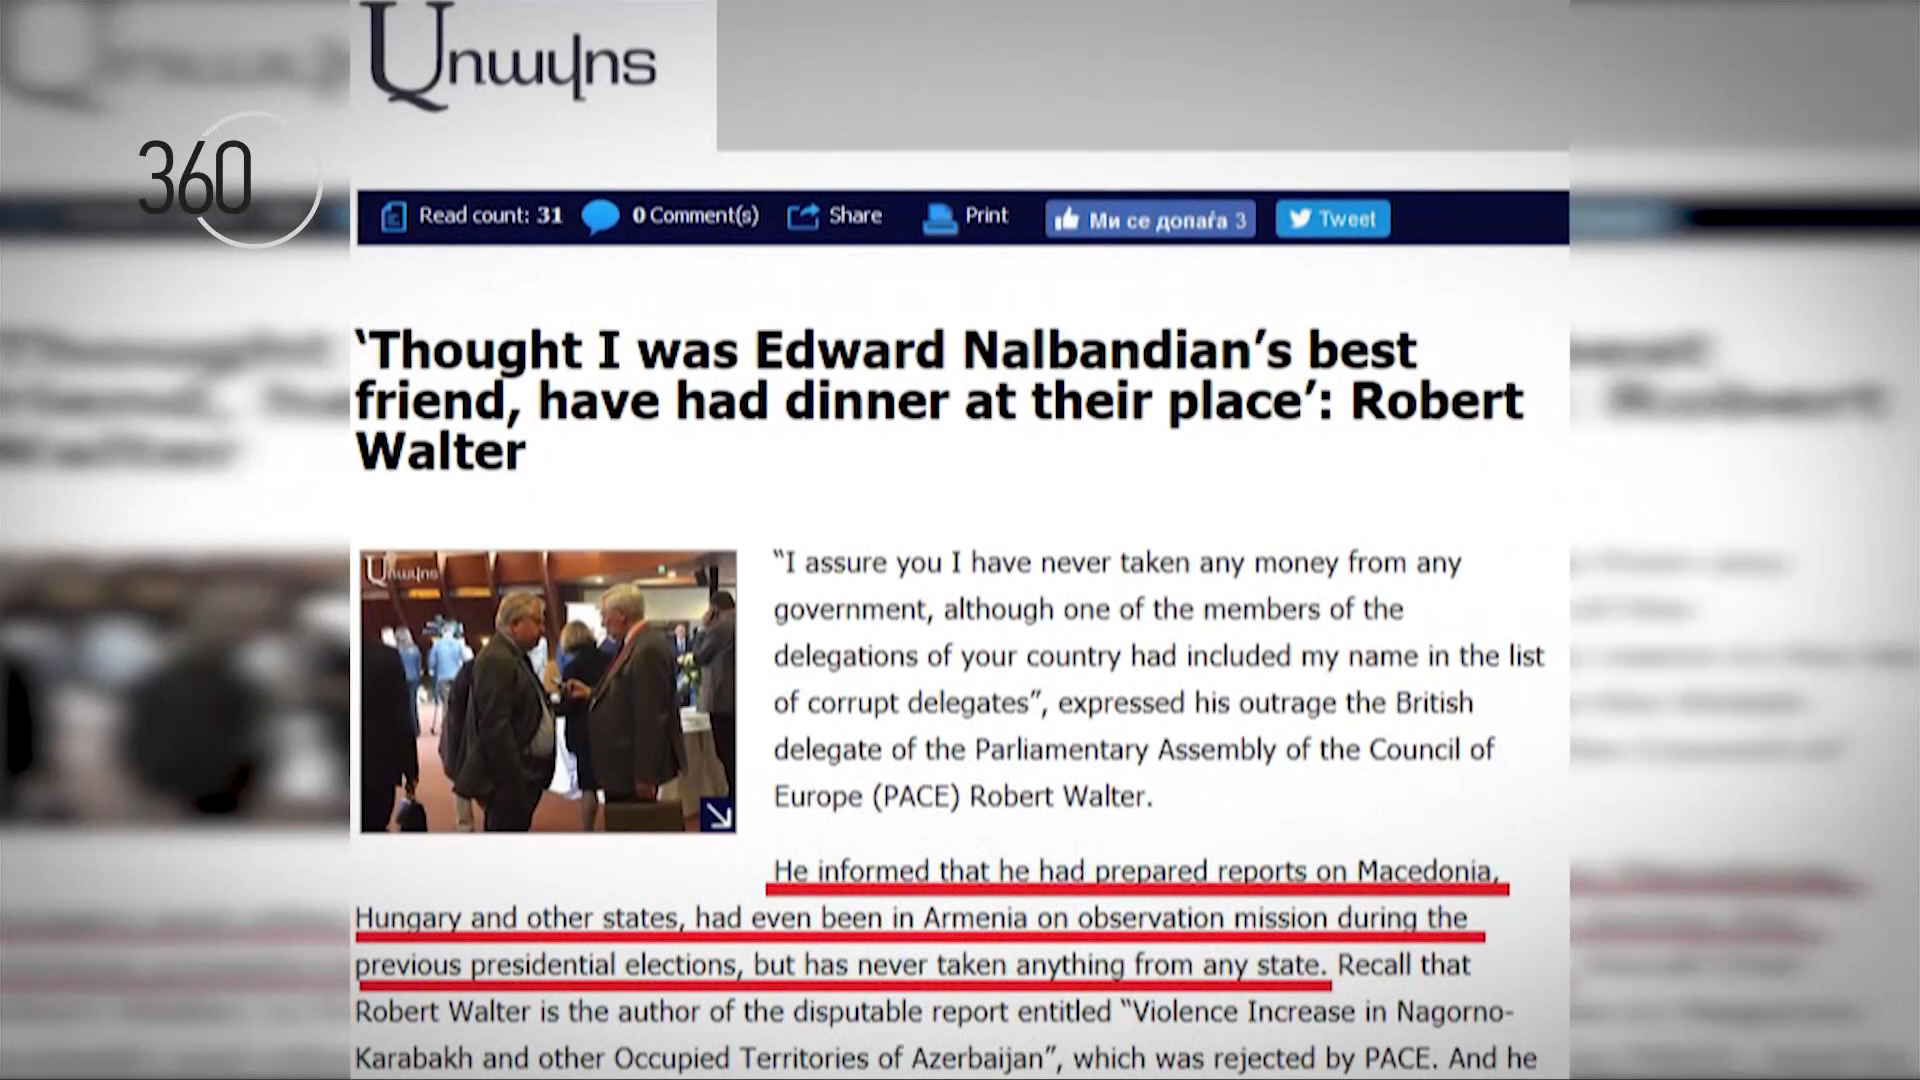 Առավոտ
360
Read count: 31 0 Comment(s) Share Print Ми се допаѓа 3 Tweet
‘Thought I was Edward Nalbandian’s best
friend, have had dinner at their place’: Robert
Walter
“I assure you I have never taken any money from any
government, although one of the members of the
delegations of your country had included my name in the list
of corrupt delegates”, expressed his outrage the British
delegate of the Parliamentary Assembly of the Council of
Europe (PACE) Robert Walter.
He informed that he had prepared reports on Macedonia,
Hungary and other states, had even been in Armenia on observation mission during the
previous presidential elections, but has never taken anything from any state. Recall that
Robert Walter is the author of the disputable report entitled “Violence Increase in Nagorno-
Karabakh and other Occupied Territories of Azerbaijan”, which was rejected by PACE. And he